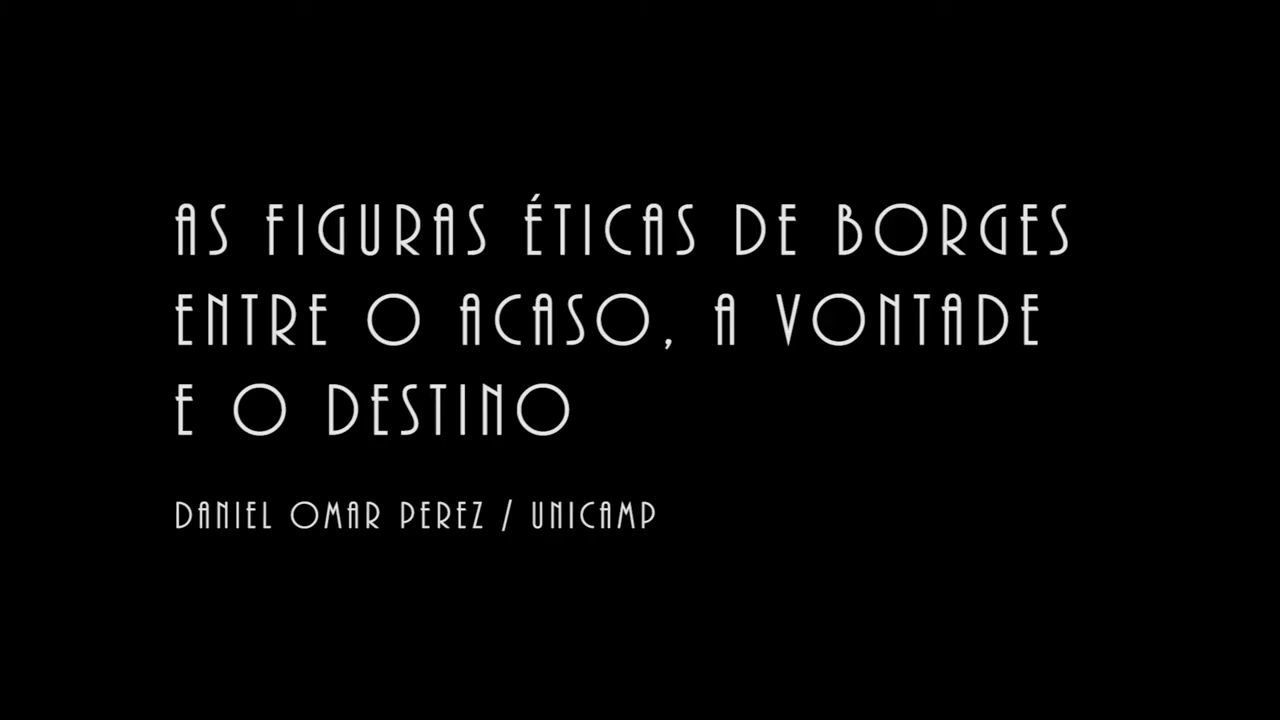 AS FIGURAS ÉTICAS DE BORGES
ENTRE O ACASO, A VONTADE
E O DESTINO
DANIEL OMAR PEREZ / UNICAMP